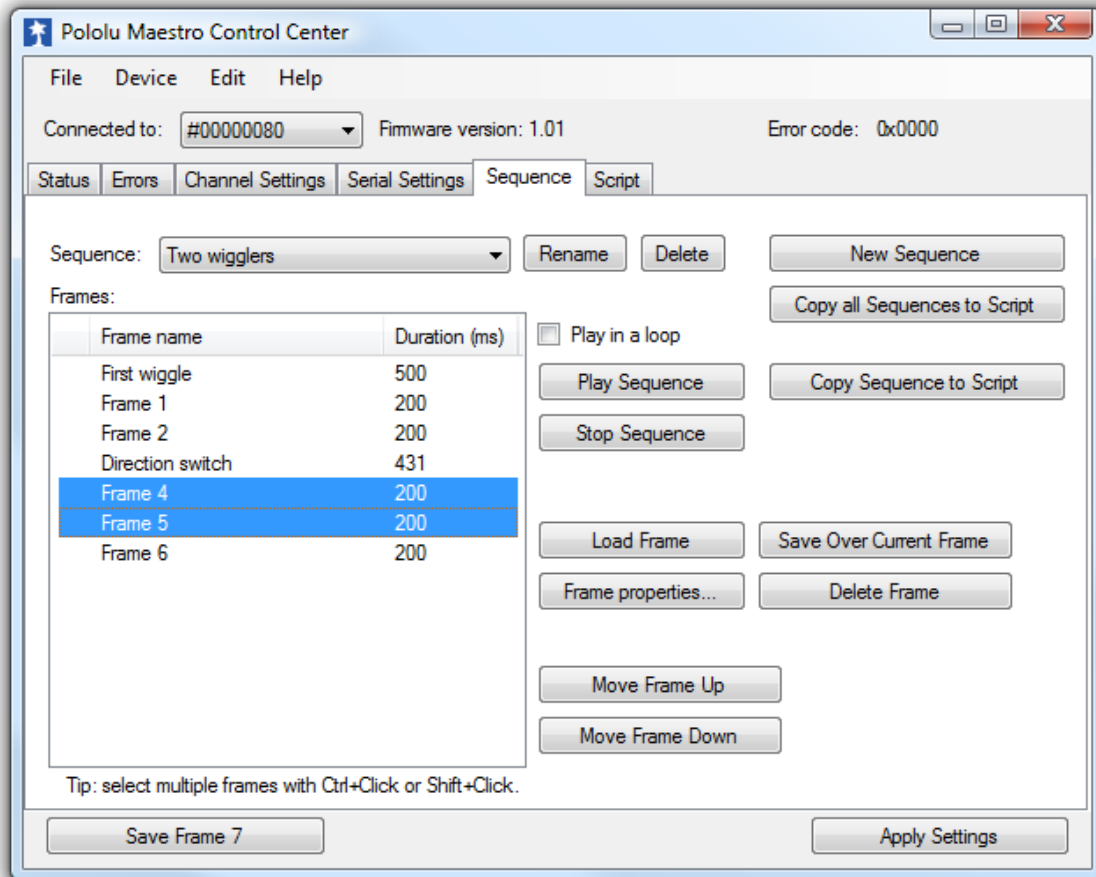 Pololu Maestro Control Center
File Device Edit Help
Connected to: #00000080 Firmware version: 1.01 Error code: 0x0000
Status Errors Channel Settings Serial Settings Sequence Script
Sequence: Two wigglers Rename Delete New Sequence
Frames:
Copy all Sequences to Script
Frame name Duration (ms)
Play in a loop
First wiggle 500
Play Sequence Copy Sequence to Script
Frame 1 200
Frame 2 200
Stop Sequence
Direction switch 431
Frame 4 200
Frame 5 200
Load Frame Save Over Current Frame
Frame 6 200
Frame properties... Delete Frame
Move Frame Up
Move Frame Down
Tip: select multiple frames with Ctrl+Click or Shift+Click.
Save Frame 7 Apply Settings